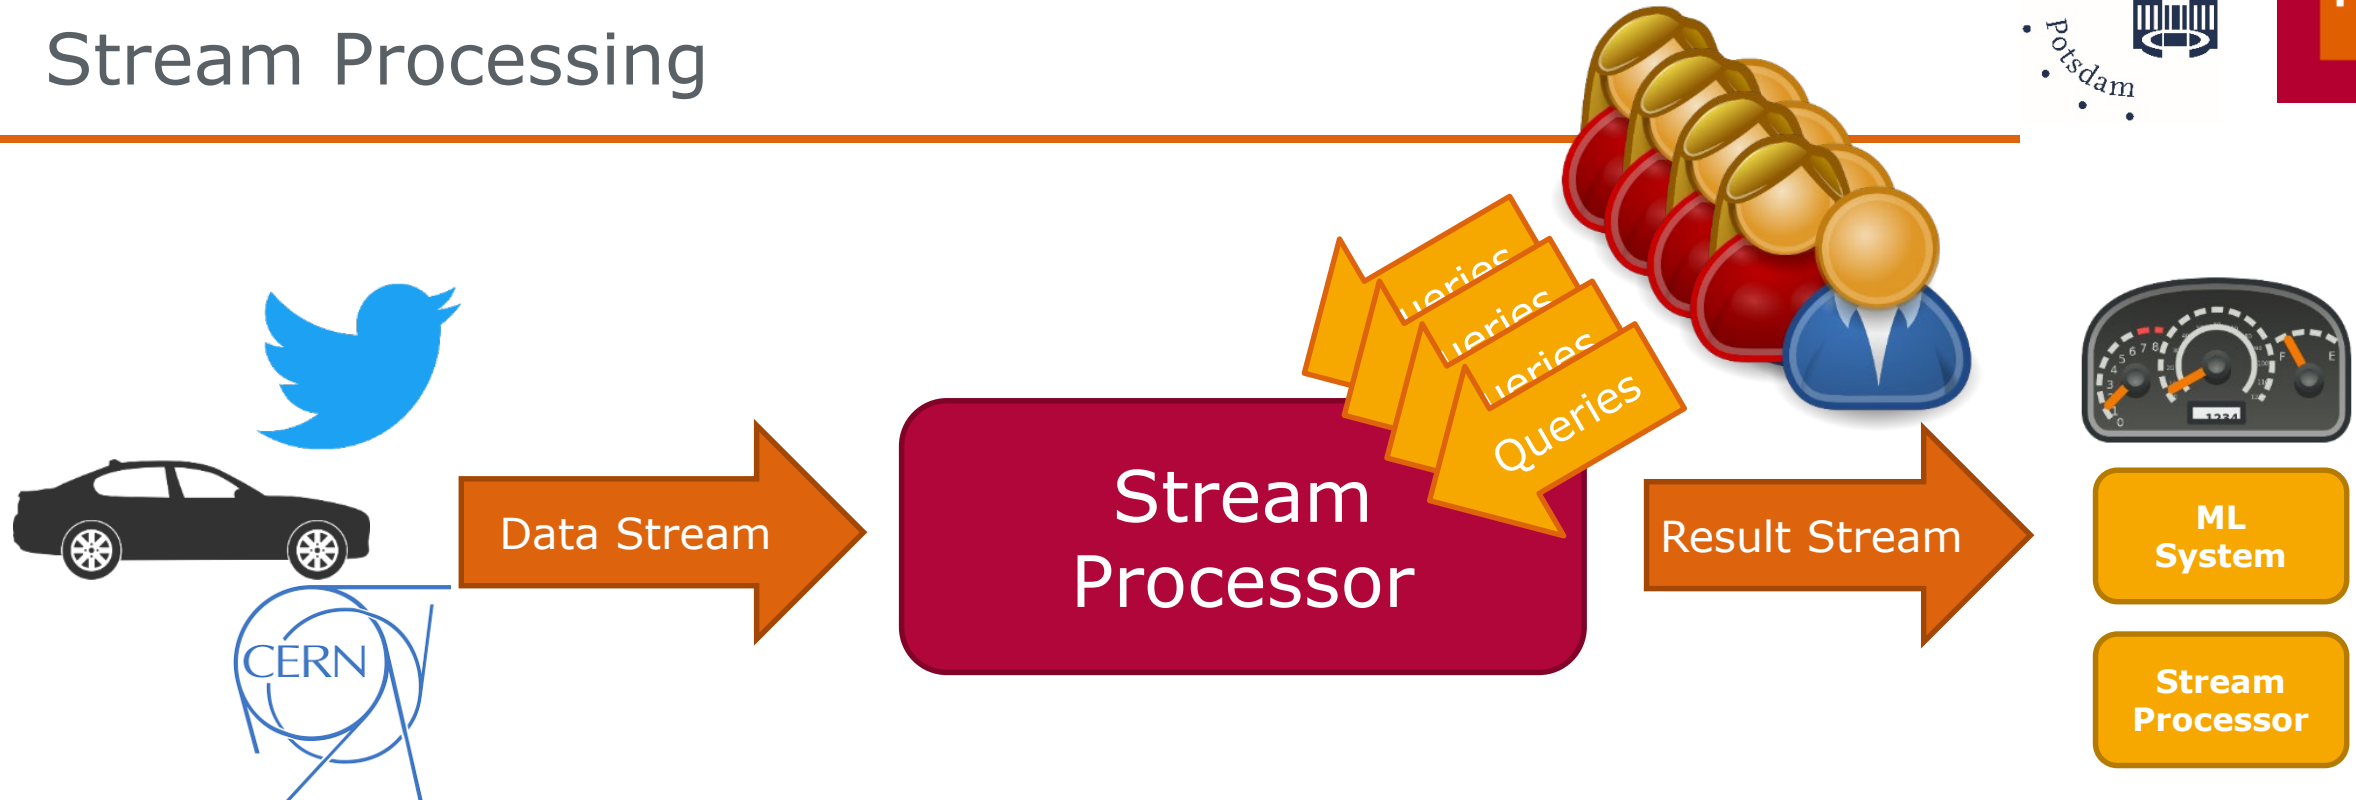 Stream Processing
Potsdam
Queries
Data Stream
Stream
Processor
Result Stream
CERN
ML
System
Stream
Processor